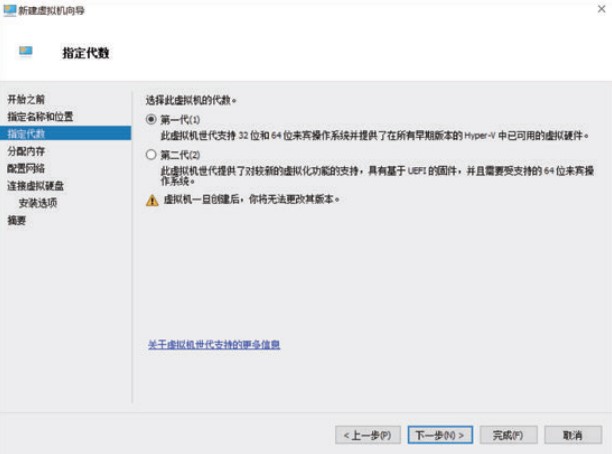 新建虚拟机向导
指定代数
开始之前
指定名称和位置
指定代数
分配内存
配置网络
连接虚拟硬盘
安装选项
摘要
选择此虚拟机的代数。
第一代(1)
此虚拟机世代支持 32 位和 64 位来宾操作系统并提供了在所有早期版本的 Hyper-V 中已可用的虚拟硬件。
第二代(2)
此虚拟机世代提供了对较新的虚拟化功能的支持，具有基于 UEFI 的固件，并且需要受支持的 64 位来宾操
作系统。
虚拟机一旦创建后，你将无法更改其版本。
关于虚拟机世代支持的更多信息
< 上一步(P) 下一步(N) > 完成(F) 取消